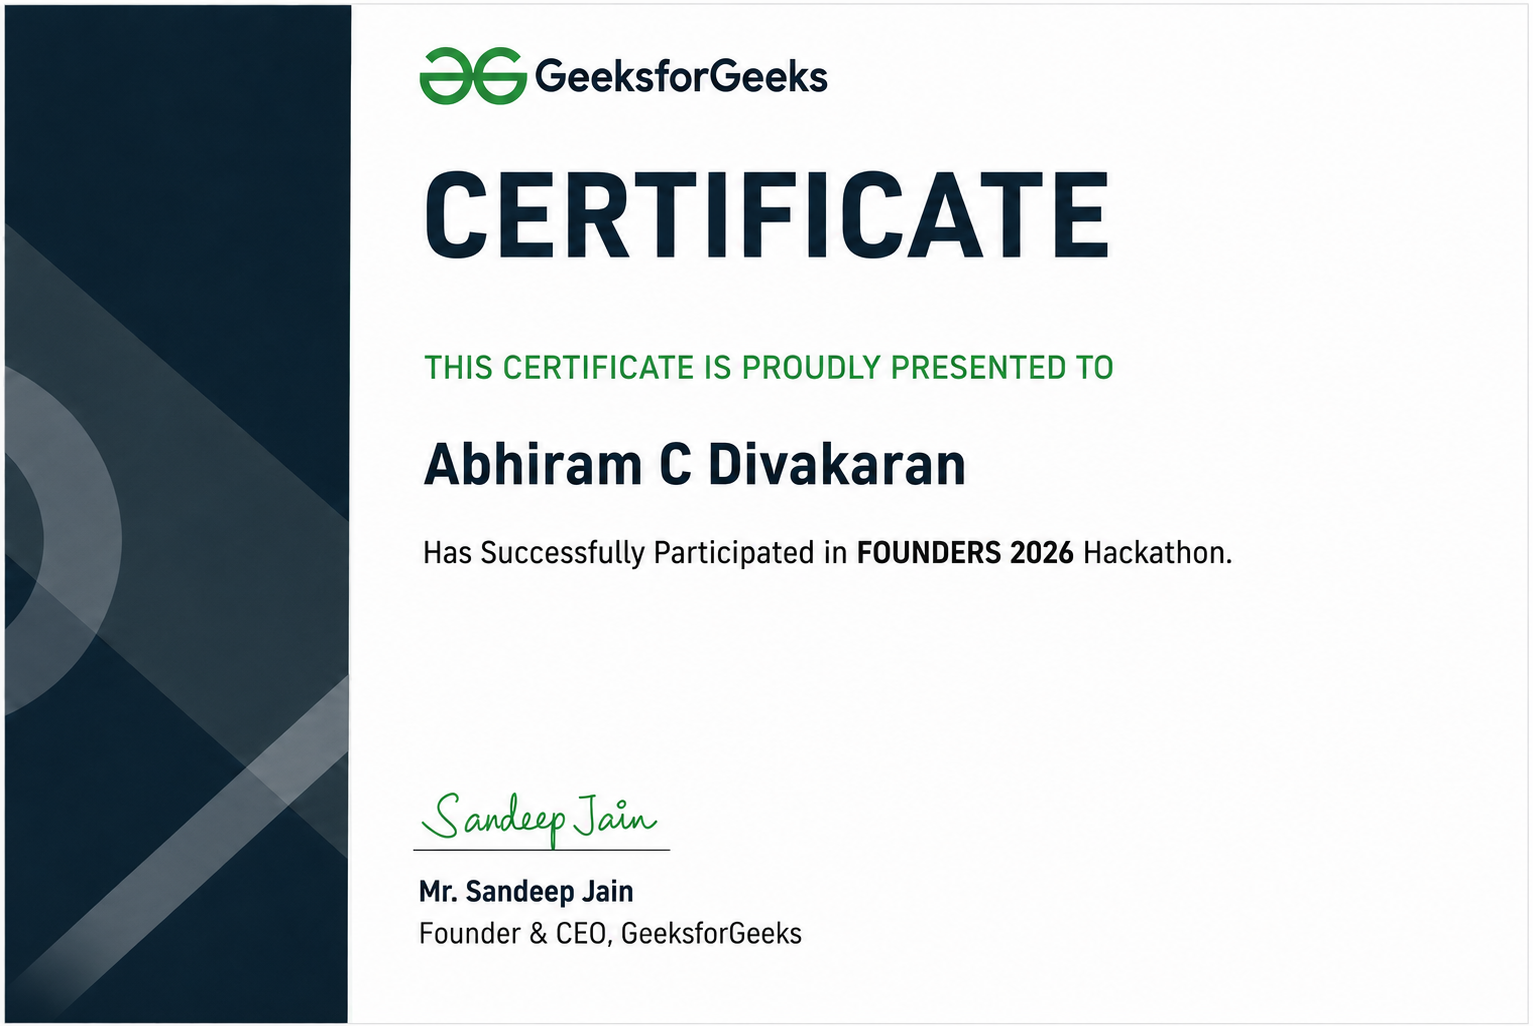 GeeksforGeeks
CERTIFICATE
THIS CERTIFICATE IS PROUDLY PRESENTED TO
Abhiram C Divakaran
Has Successfully Participated in FOUNDERS 2026 Hackathon.
Sandeep Jain
Mr. Sandeep Jain
Founder & CEO, GeeksforGeeks